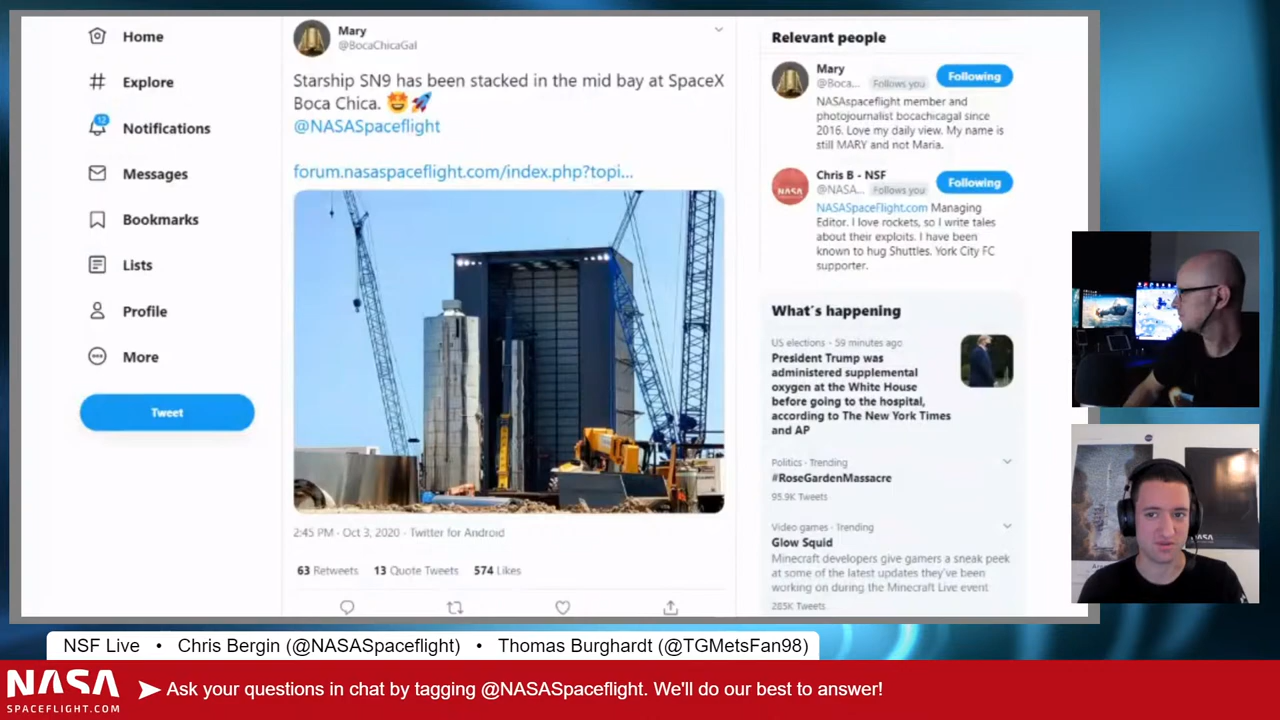 Home
Explore
12
Notifications
Messages
Bookmarks
Lists
Profile
More
Tweet
Mary
@BocaChicaGal
Starship SN9 has been stacked in the mid bay at SpaceX
Boca Chica. 🤩🚀
@NASASpaceflight
forum.nasaspaceflight.com/index.php?topi...
2:45 PM · Oct 3, 2020 · Twitter for Android
63 Retweets 13 Quote Tweets 574 Likes
Relevant people
Mary
@Boca... Follows you
Following
NASAspaceflight member and
photojournalist bocachicagal since
2016. Love my daily view. My name is
still MARY and not Maria.
Chris B - NSF
@NASA... Follows you
Following
NASASpaceFlight.com Managing
Editor. I love rockets, so I write tales
about their exploits. I have been
known to hug Shuttles. York City FC
supporter.
What's happening
US elections · 59 minutes ago
President Trump was
administered supplemental
oxygen at the White House
before going to the hospital,
according to The New York Times
and AP
Politics · Trending
#RoseGardenMassacre
95.9K Tweets
Video games · Trending
Glow Squid
Minecraft developers give gamers a sneak peek
at some of the latest updates they've been
working on during the Minecraft Live event
285K Tweets
NSF Live • Chris Bergin (@NASASpaceflight) • Thomas Burghardt (@TGMetsFan98)
NASA
SPACEFLIGHT.COM
Ask your questions in chat by tagging @NASASpaceflight. We'll do our best to answer!